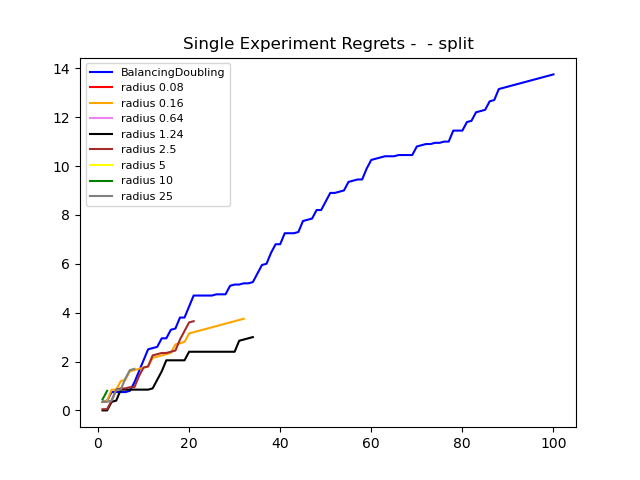 Single Experiment Regrets -  - split
BalancingDoubling
radius 0.08
radius 0.16
radius 0.64
radius 1.24
radius 2.5
radius 5
radius 10
radius 25
14
12
10
8
6
4
2
0
0 20 40 60 80 100